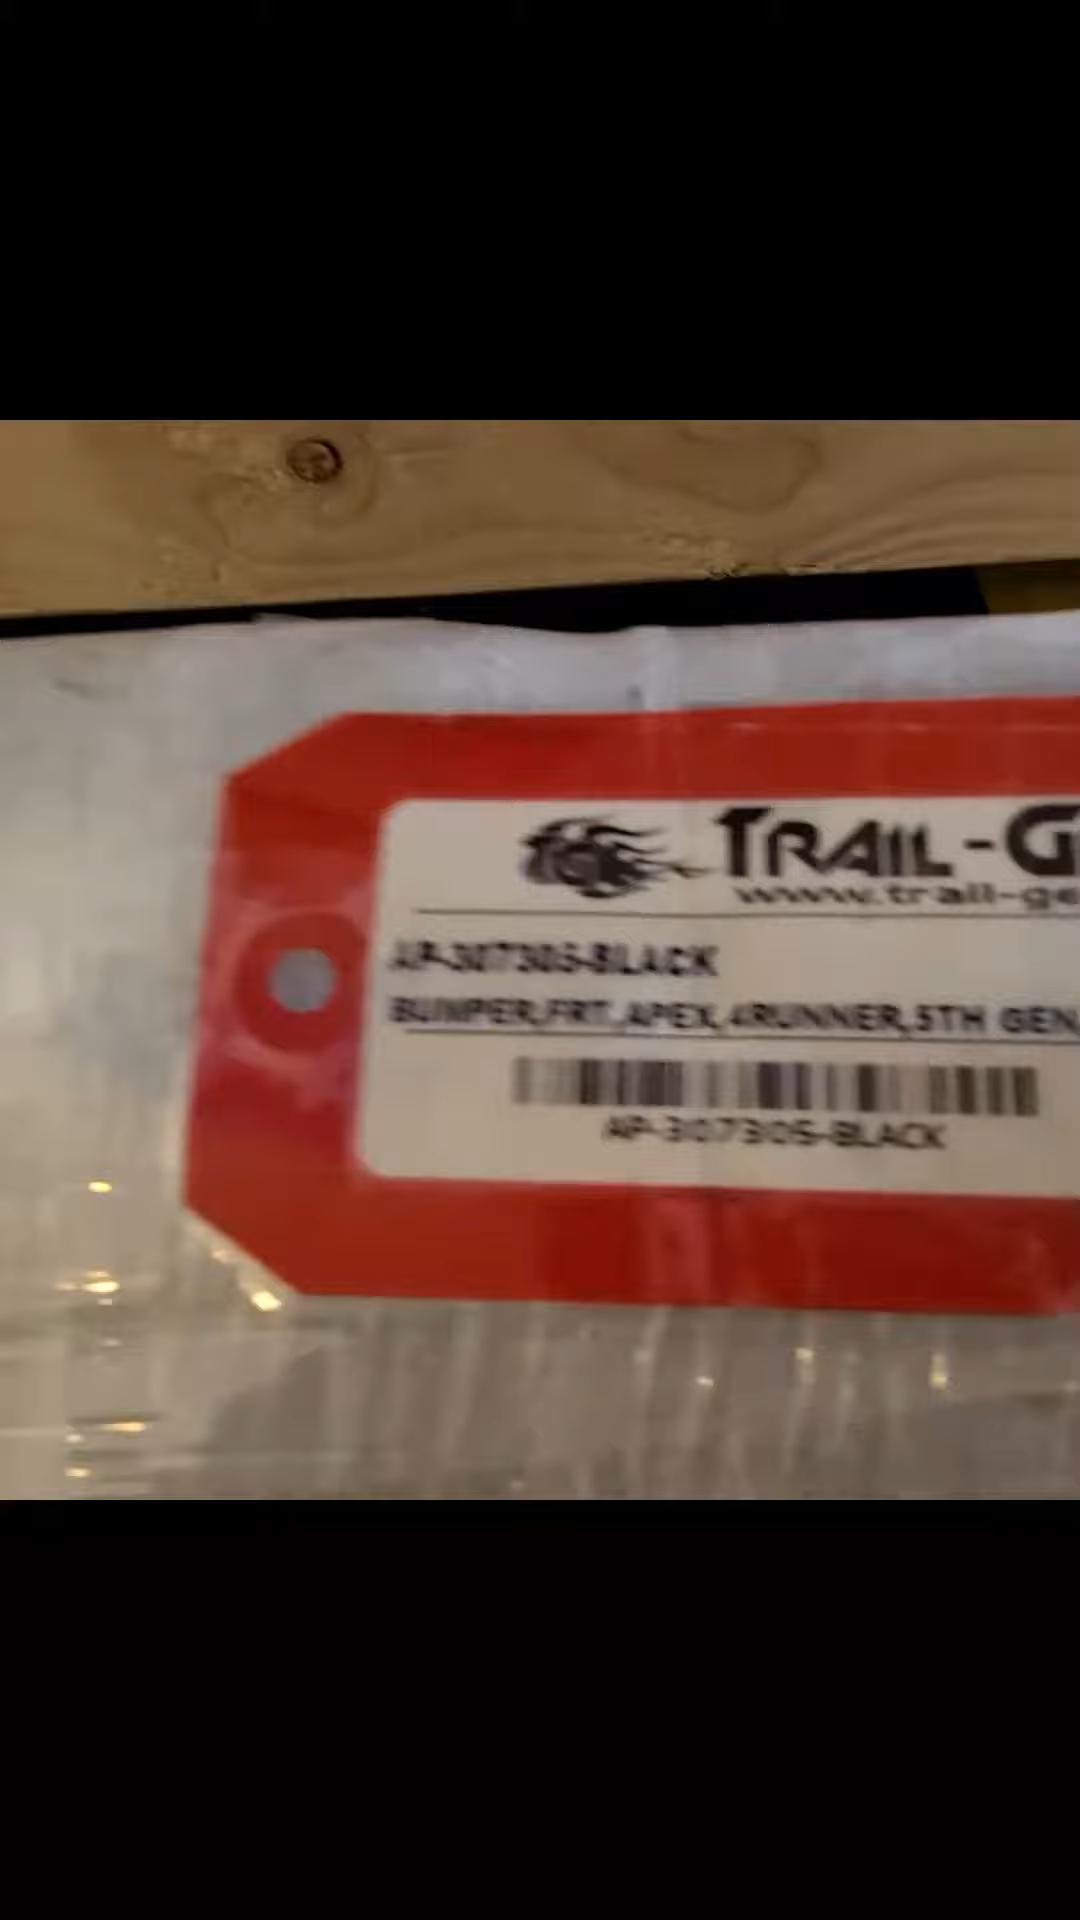 TRAIL-G
www.trail-ge
AP-307305-BLACK
BUMPER,FRT,APEX,4RUNNER,5TH GEN,
AP-307305-BLACK